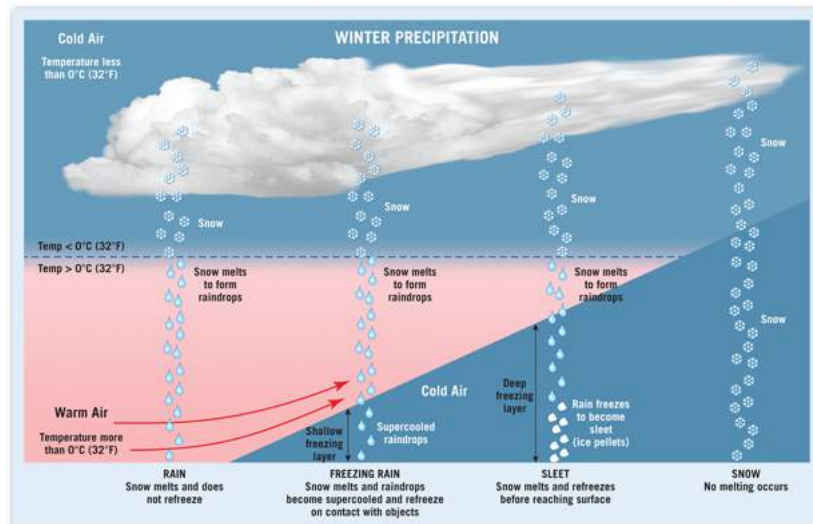 WINTER PRECIPITATION
Cold Air
Temperature less
than 0°C (32°F)
Snow
Snow
Snow
Snow
Temp < 0°C (32°F)
Temp > 0°C (32°F)
Snow melts
to form
raindrops
Snow melts
to form
raindrops
Snow melts
to form
raindrops
Snow
Warm Air
Temperature more
than 0°C (32°F)
Shallow
freezing
layer
Supercooled
raindrops
Cold Air
Deep
freezing
layer
Rain freezes
to become
sleet
(ice pellets)
RAIN
Snow melts and does
not refreeze
FREEZING RAIN
Snow melts and raindrops
become supercooled and refreeze
on contact with objects
SLEET
Snow melts and refreezes
before reaching surface
SNOW
No melting occurs